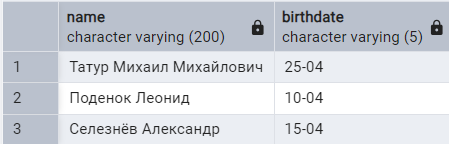 name birthdate
character varying (200) character varying (5)
1 Татур Михаил Михайлович 25-04
2 Поденок Леонид 10-04
3 Селезнёв Александр 15-04